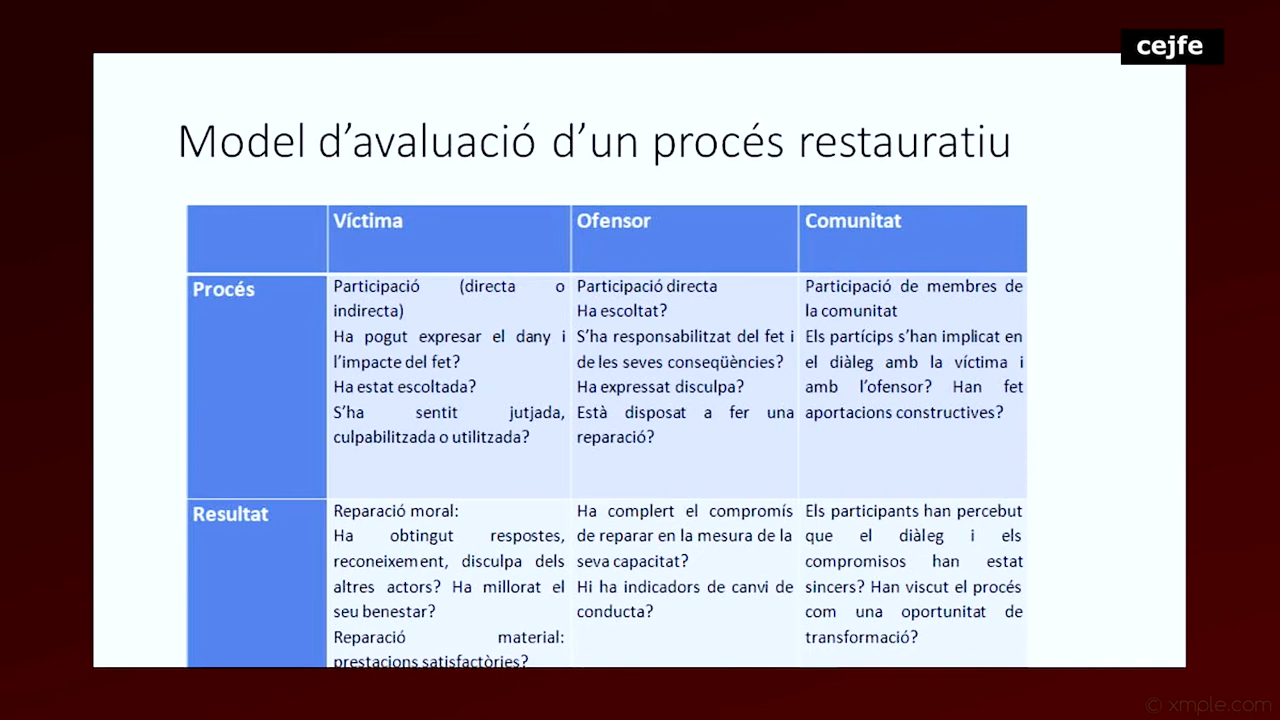 cejfe
Model d'avaluació d'un procés restauratiu
Víctima
Ofensor
Comunitat
Procés
Participació (directa o
indirecta)
Ha pogut expresar el dany i
l'impacte del fet?
Ha estat escoltada?
S'ha sentit jutjada,
culpabilitzada o utilitzada?
Participació directa
Ha escoltat?
S'ha responsabilitzat del fet i
de les seves conseqüències?
Ha expressat disculpa?
Està disposat a fer una
reparació?
Participació de membres de
la comunitat
Els partícips s'han implicat en
el diàleg amb la víctima i
amb l'ofensor? Han fet
aportacions constructives?
Resultat
Reparació moral:
Ha obtingut respostes,
reconeixement, disculpa dels
altres actors? Ha millorat el
seu benestar?
Reparació material:
prestacions satisfactòries?
Ha complert el compromís
de reparar en la mesura de la
seva capacitat?
Hi ha indicadors de canvi de
conducta?
Els participants han percebut
que el diàleg i els
compromisos han estat
sincers? Han viscut el procés
com una oportunitat de
transformació?
© xmple.com